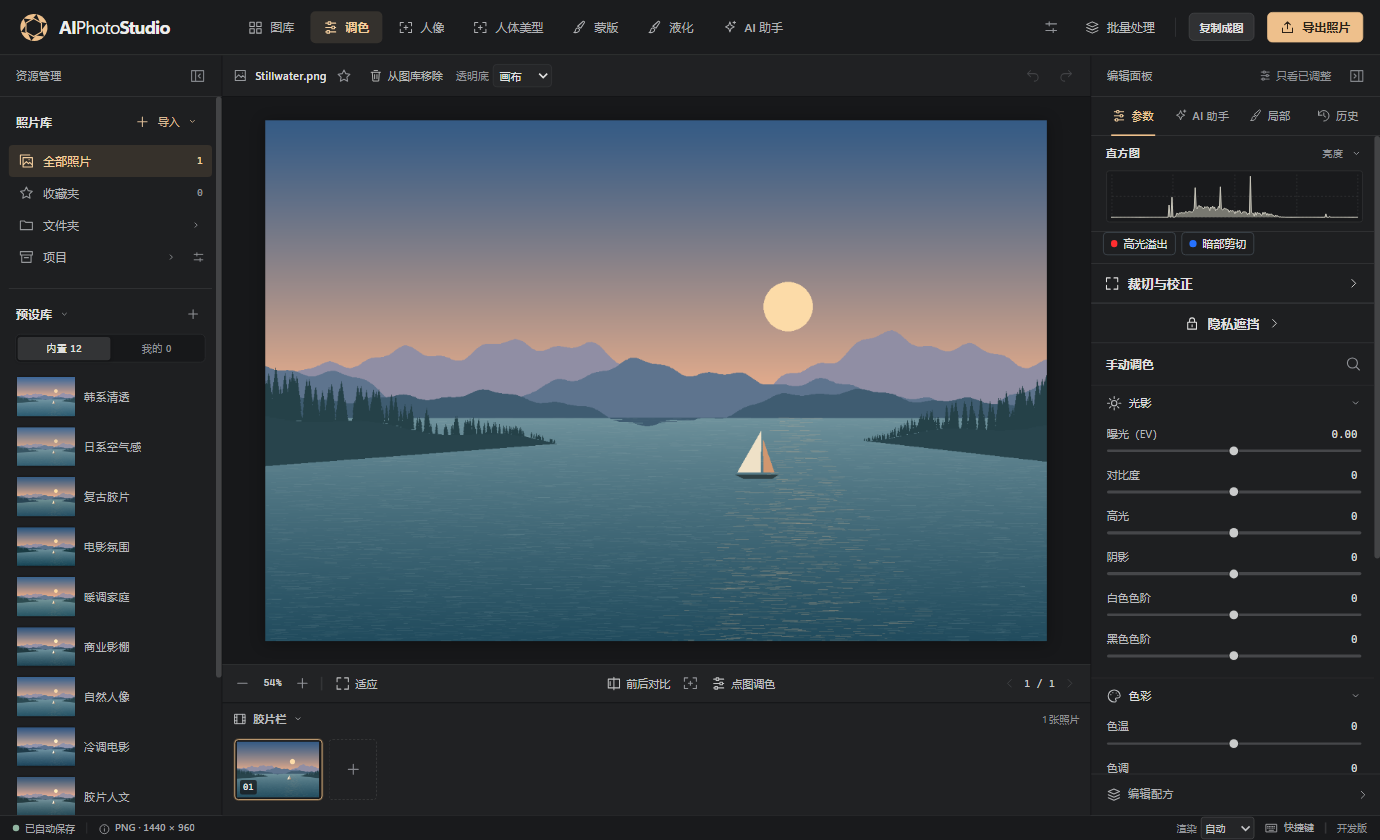 AIPhotoStudio
图库 调色 人像 人体美型 蒙版 液化 AI 助手 批量处理 复制成图 导出照片
资源管理
Stillwater.png 从图库移除 透明底 画布
编辑面板 只看已调整
照片库 导入
全部照片 1
收藏夹 0
文件夹
项目
预设库
内置 12 我的 0
韩系清透
日系空气感
复古胶片
电影氛围
暖调家庭
商业影棚
自然人像
冷调电影
胶片人文
54% 适应 前后对比 点图调色 1 / 1
胶片栏 1 张照片
01
参数 AI 助手 局部 历史
直方图 亮度
高光溢出 暗部剪切
裁切与校正
隐私遮挡
手动调色
光影
曝光（EV） 0.00
对比度 0
高光 0
阴影 0
白色色阶 0
黑色色阶 0
色彩
色温 0
色调 0
编辑配方
已自动保存 PNG · 1440 × 960 渲染 自动 快捷键 开发版